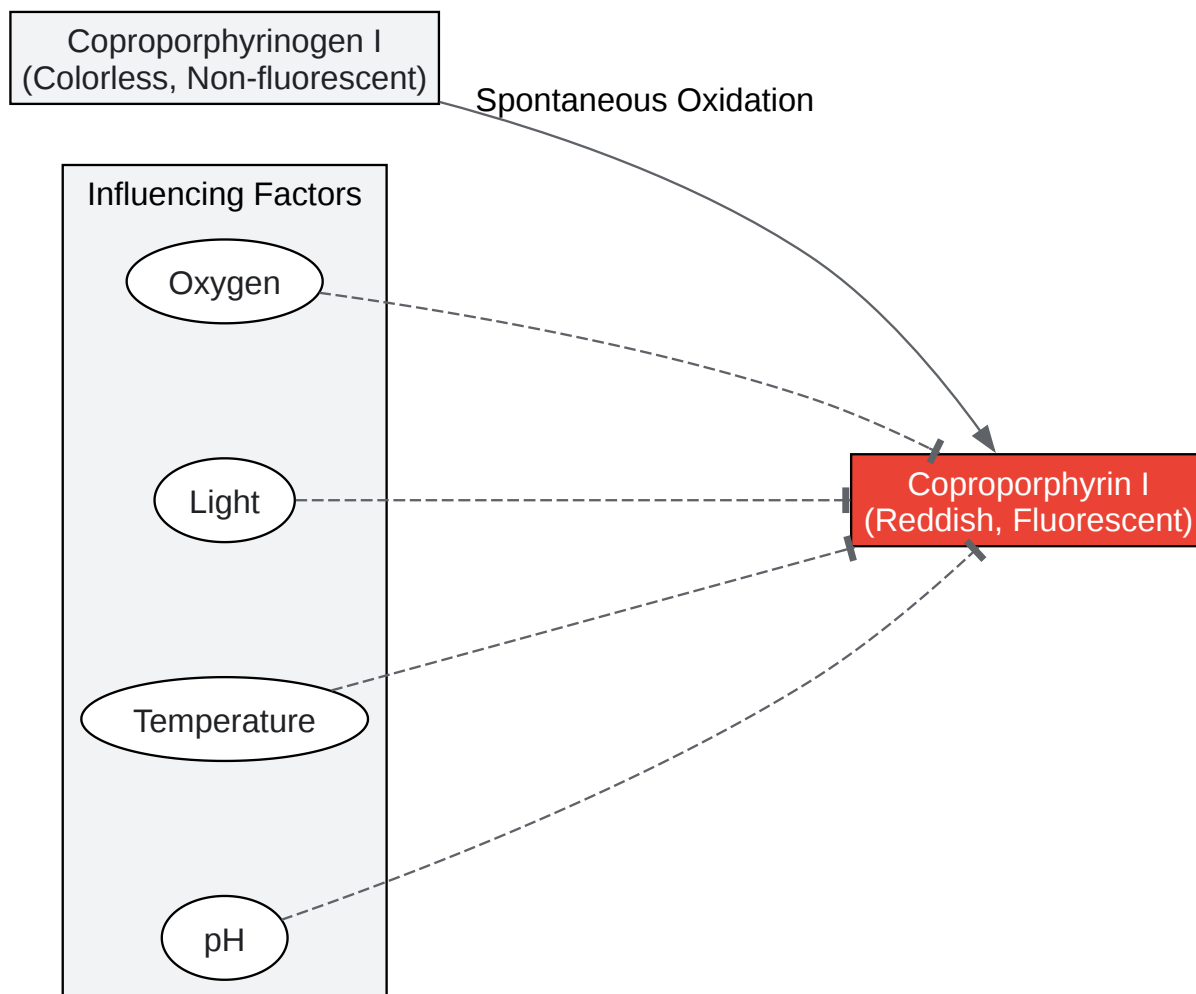 Coproporphyrinogen I
(Colorless, Non-fluorescent)
Spontaneous Oxidation
Influencing Factors
Oxygen
Light
Coproporphyrin I
(Reddish, Fluorescent)
Temperature
pH